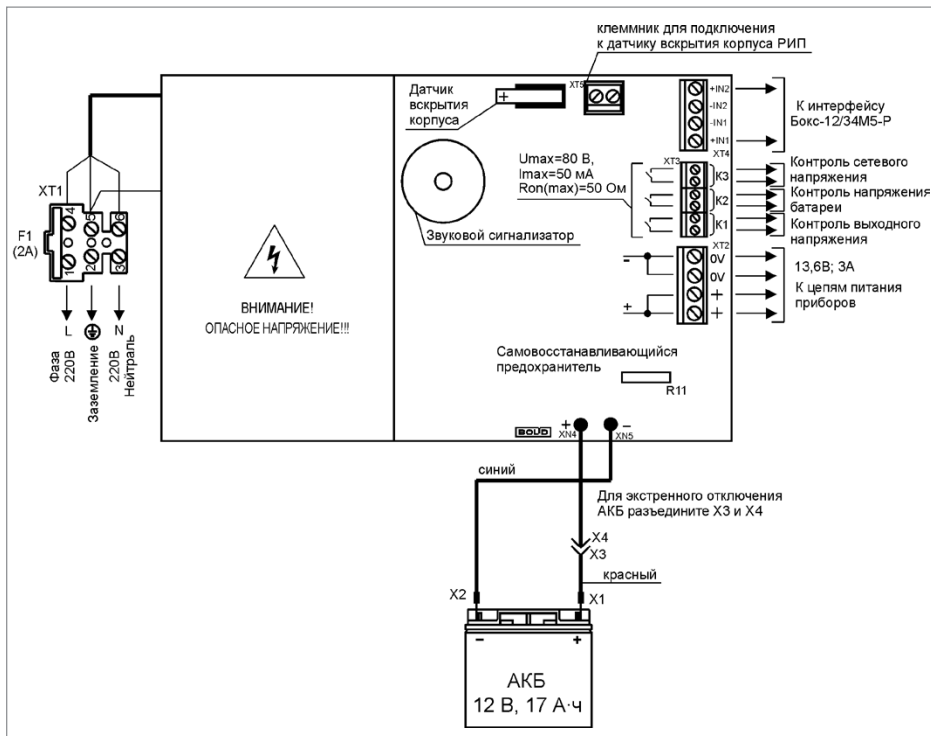 клеммник для подключения
к датчику вскрытия корпуса РИП
Датчик
вскрытия
корпуса
+
XT5
+IN2
-IN2
-IN1
+IN1
XT4
К интерфейсу
Бокс-12/34М5-Р
Umax=80 В,
Imax=50 мА
Ron(max)=50 Ом
XT3
К3
К2
К1
Контроль сетевого
напряжения
Контроль напряжения
батареи
Контроль выходного
напряжения
Звуковой сигнализатор
XT2
0V
0V
+
+
-
+
13,6В; 3А
К цепям питания
приборов
XT1
F1
(2А)
4
5
6
1
2
3
L
N
Фаза
220В
Заземление
220В
Нейтраль
ВНИМАНИЕ!
ОПАСНОЕ НАПРЯЖЕНИЕ!!!
Самовосстанавливающийся
предохранитель
R11
BOLID
+
XN4
-
XN5
синий
Для экстренного отключения
АКБ разъедините X3 и X4
X4
X3
красный
X2
X1
-
+
АКБ
12 В, 17 А·ч